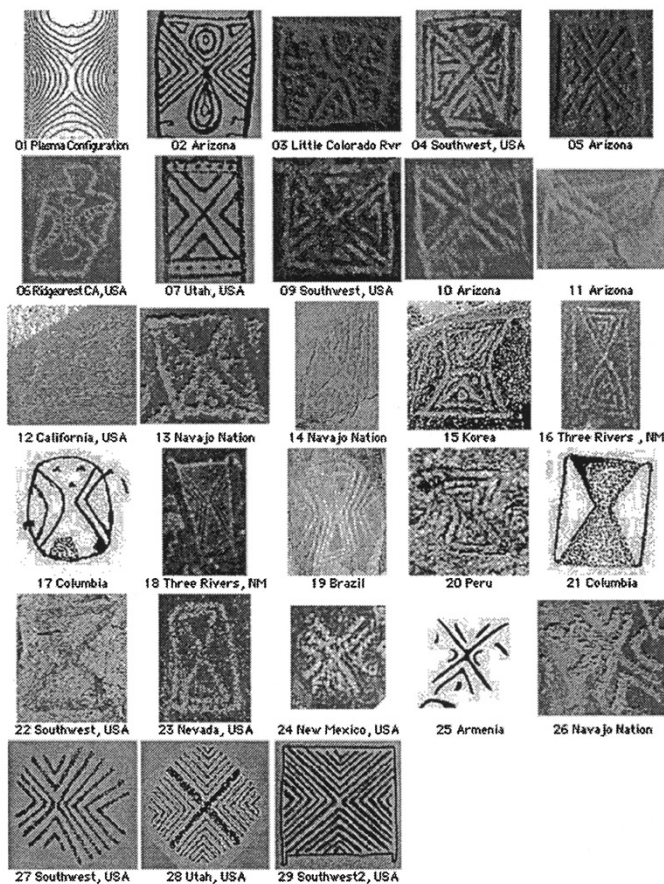 01 Plasma Configuration
02 Arizona
03 Little Colorado Rvr
04 Southwest, USA
05 Arizona
06 Ridgecrest CA, USA
07 Utah, USA
09 Southwest, USA
10 Arizona
11 Arizona
12 California, USA
13 Navajo Nation
14 Navajo Nation
15 Korea
16 Three Rivers , NM
17 Columbia
18 Three Rivers, NM
19 Brazil
20 Peru
21 Columbia
22 Southwest, USA
23 Nevada, USA
24 New Mexico, USA
25 Armenia
26 Navajo Nation
27 Southwest, USA
28 Utah, USA
29 Southwest2, USA